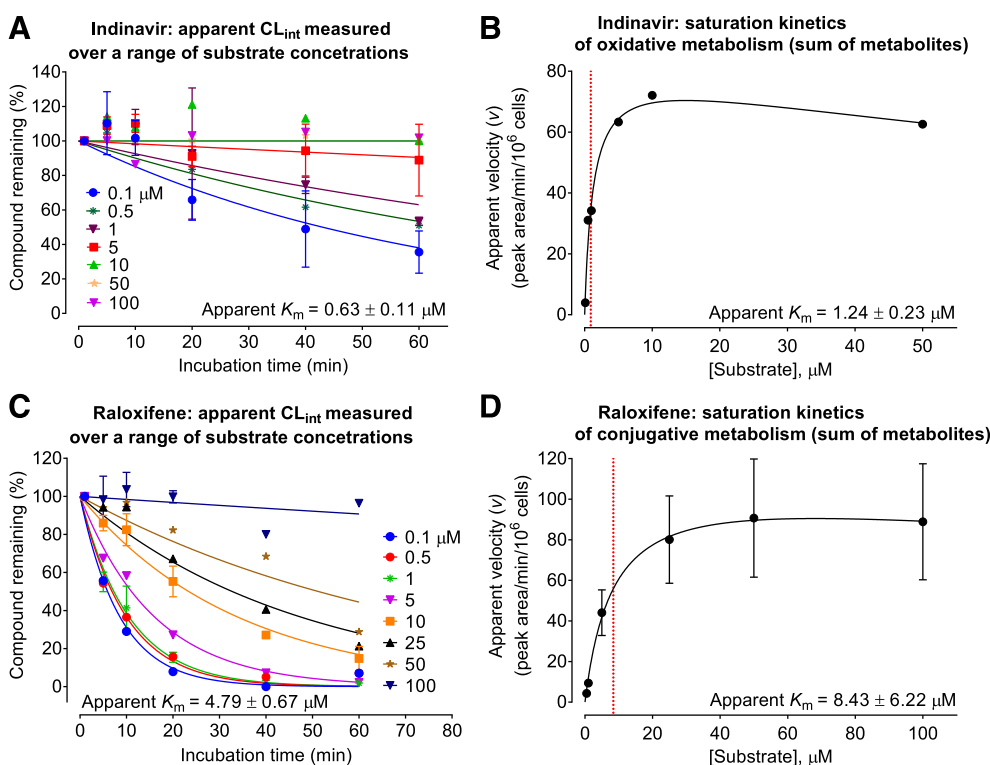 A
Indinavir: apparent CLint measured
over a range of substrate concetrations
Compound remaining (%)
140
120
100
80
60
40
20
0
0.1 μM
0.5
1
5
10
50
100
Apparent Km = 0.63 ± 0.11 μM
0 10 20 30 40 50 60
Incubation time (min)
B
Indinavir: saturation kinetics
of oxidative metabolism (sum of metabolites)
Apparent velocity (v)
(peak area/min/10⁶ cells)
80
60
40
20
0
Apparent Km = 1.24 ± 0.23 μM
0 10 20 30 40 50
[Substrate], μM
C
Raloxifene: apparent CLint measured
over a range of substrate concetrations
Compound remaining (%)
120
100
80
60
40
20
0
0.1 μM
0.5
1
5
10
25
50
100
Apparent Km = 4.79 ± 0.67 μM
0 10 20 30 40 50 60 70 80
Incubation time (min)
D
Raloxifene: saturation kinetics
of conjugative metabolism (sum of metabolites)
Apparent velocity (v)
(peak area/min/10⁶ cells)
120
100
80
60
40
20
0
Apparent Km = 8.43 ± 6.22 μM
0 20 40 60 80 100
[Substrate], μM